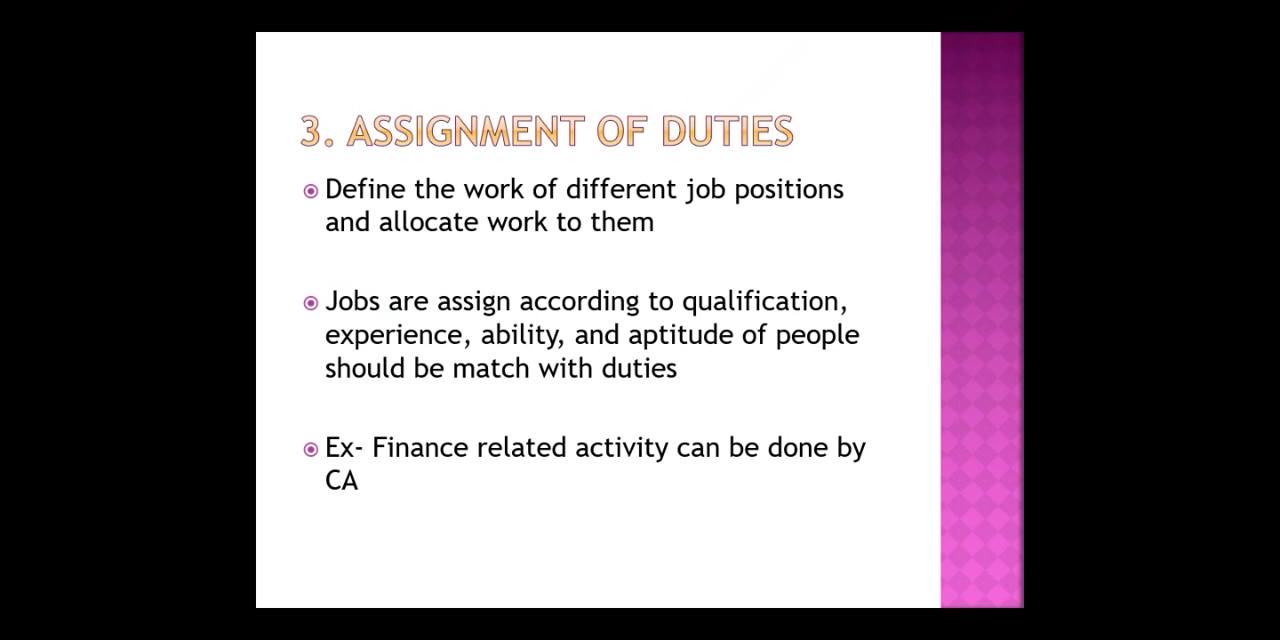 3. ASSIGNMENT OF DUTIES
Define the work of different job positions
and allocate work to them
Jobs are assign according to qualification,
experience, ability, and aptitude of people
should be match with duties
Ex- Finance related activity can be done by
CA